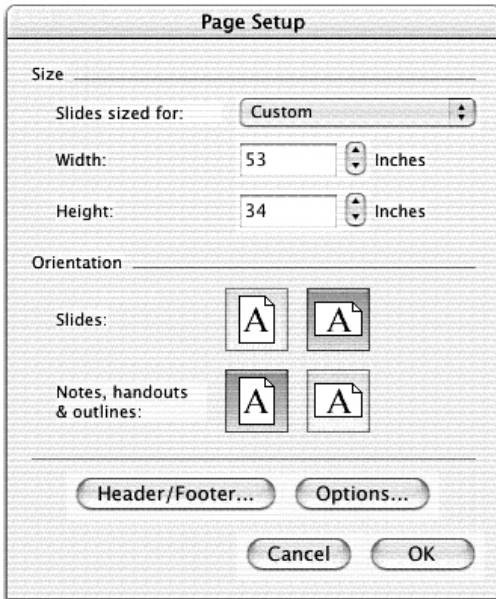 Page Setup
Size
Slides sized for: Custom
Width: 53 Inches
Height: 34 Inches
Orientation
Slides: A A
Notes, handouts
& outlines: A A
Header/Footer... Options...
Cancel OK